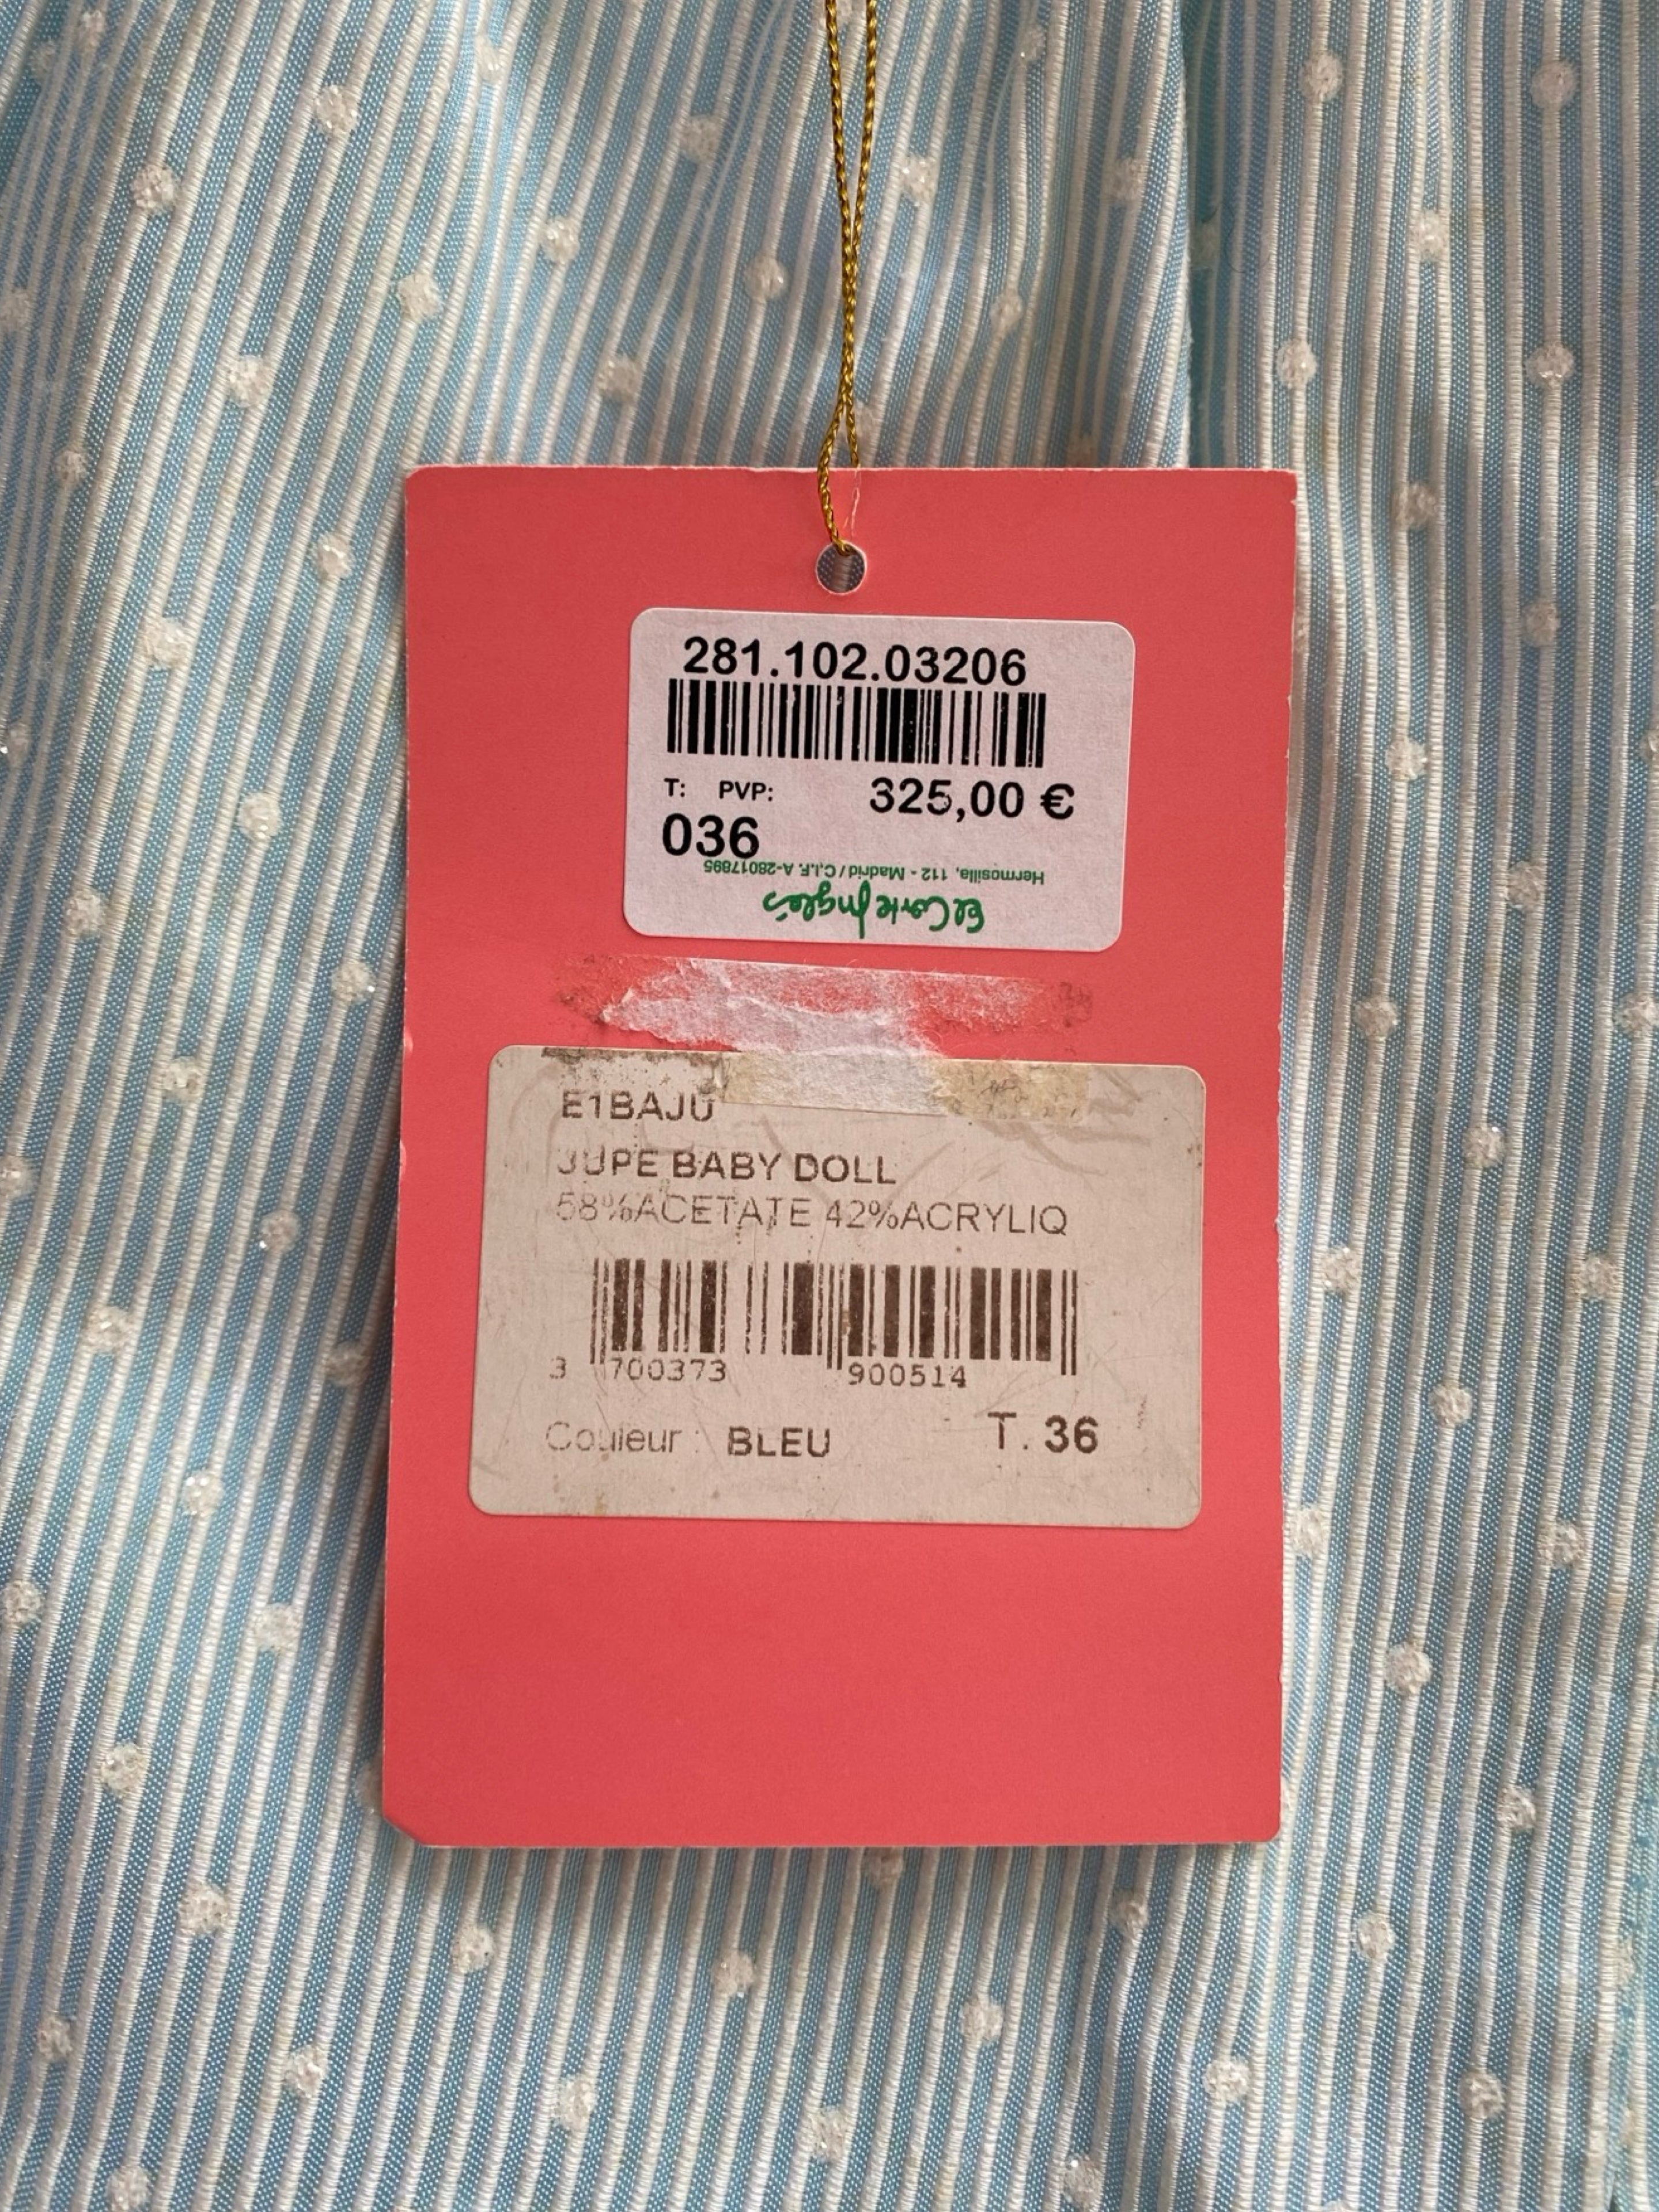 281.102.03206
T: PVP: 325,00 €
036
Hermosilla, 112 - Madrid / C.I.F. A-28017895
El Corte Inglés
E1BAJU
JUPE BABY DOLL
58%ACETATE 42%ACRYLIQ
3 700373 900514
Couleur : BLEU T. 36